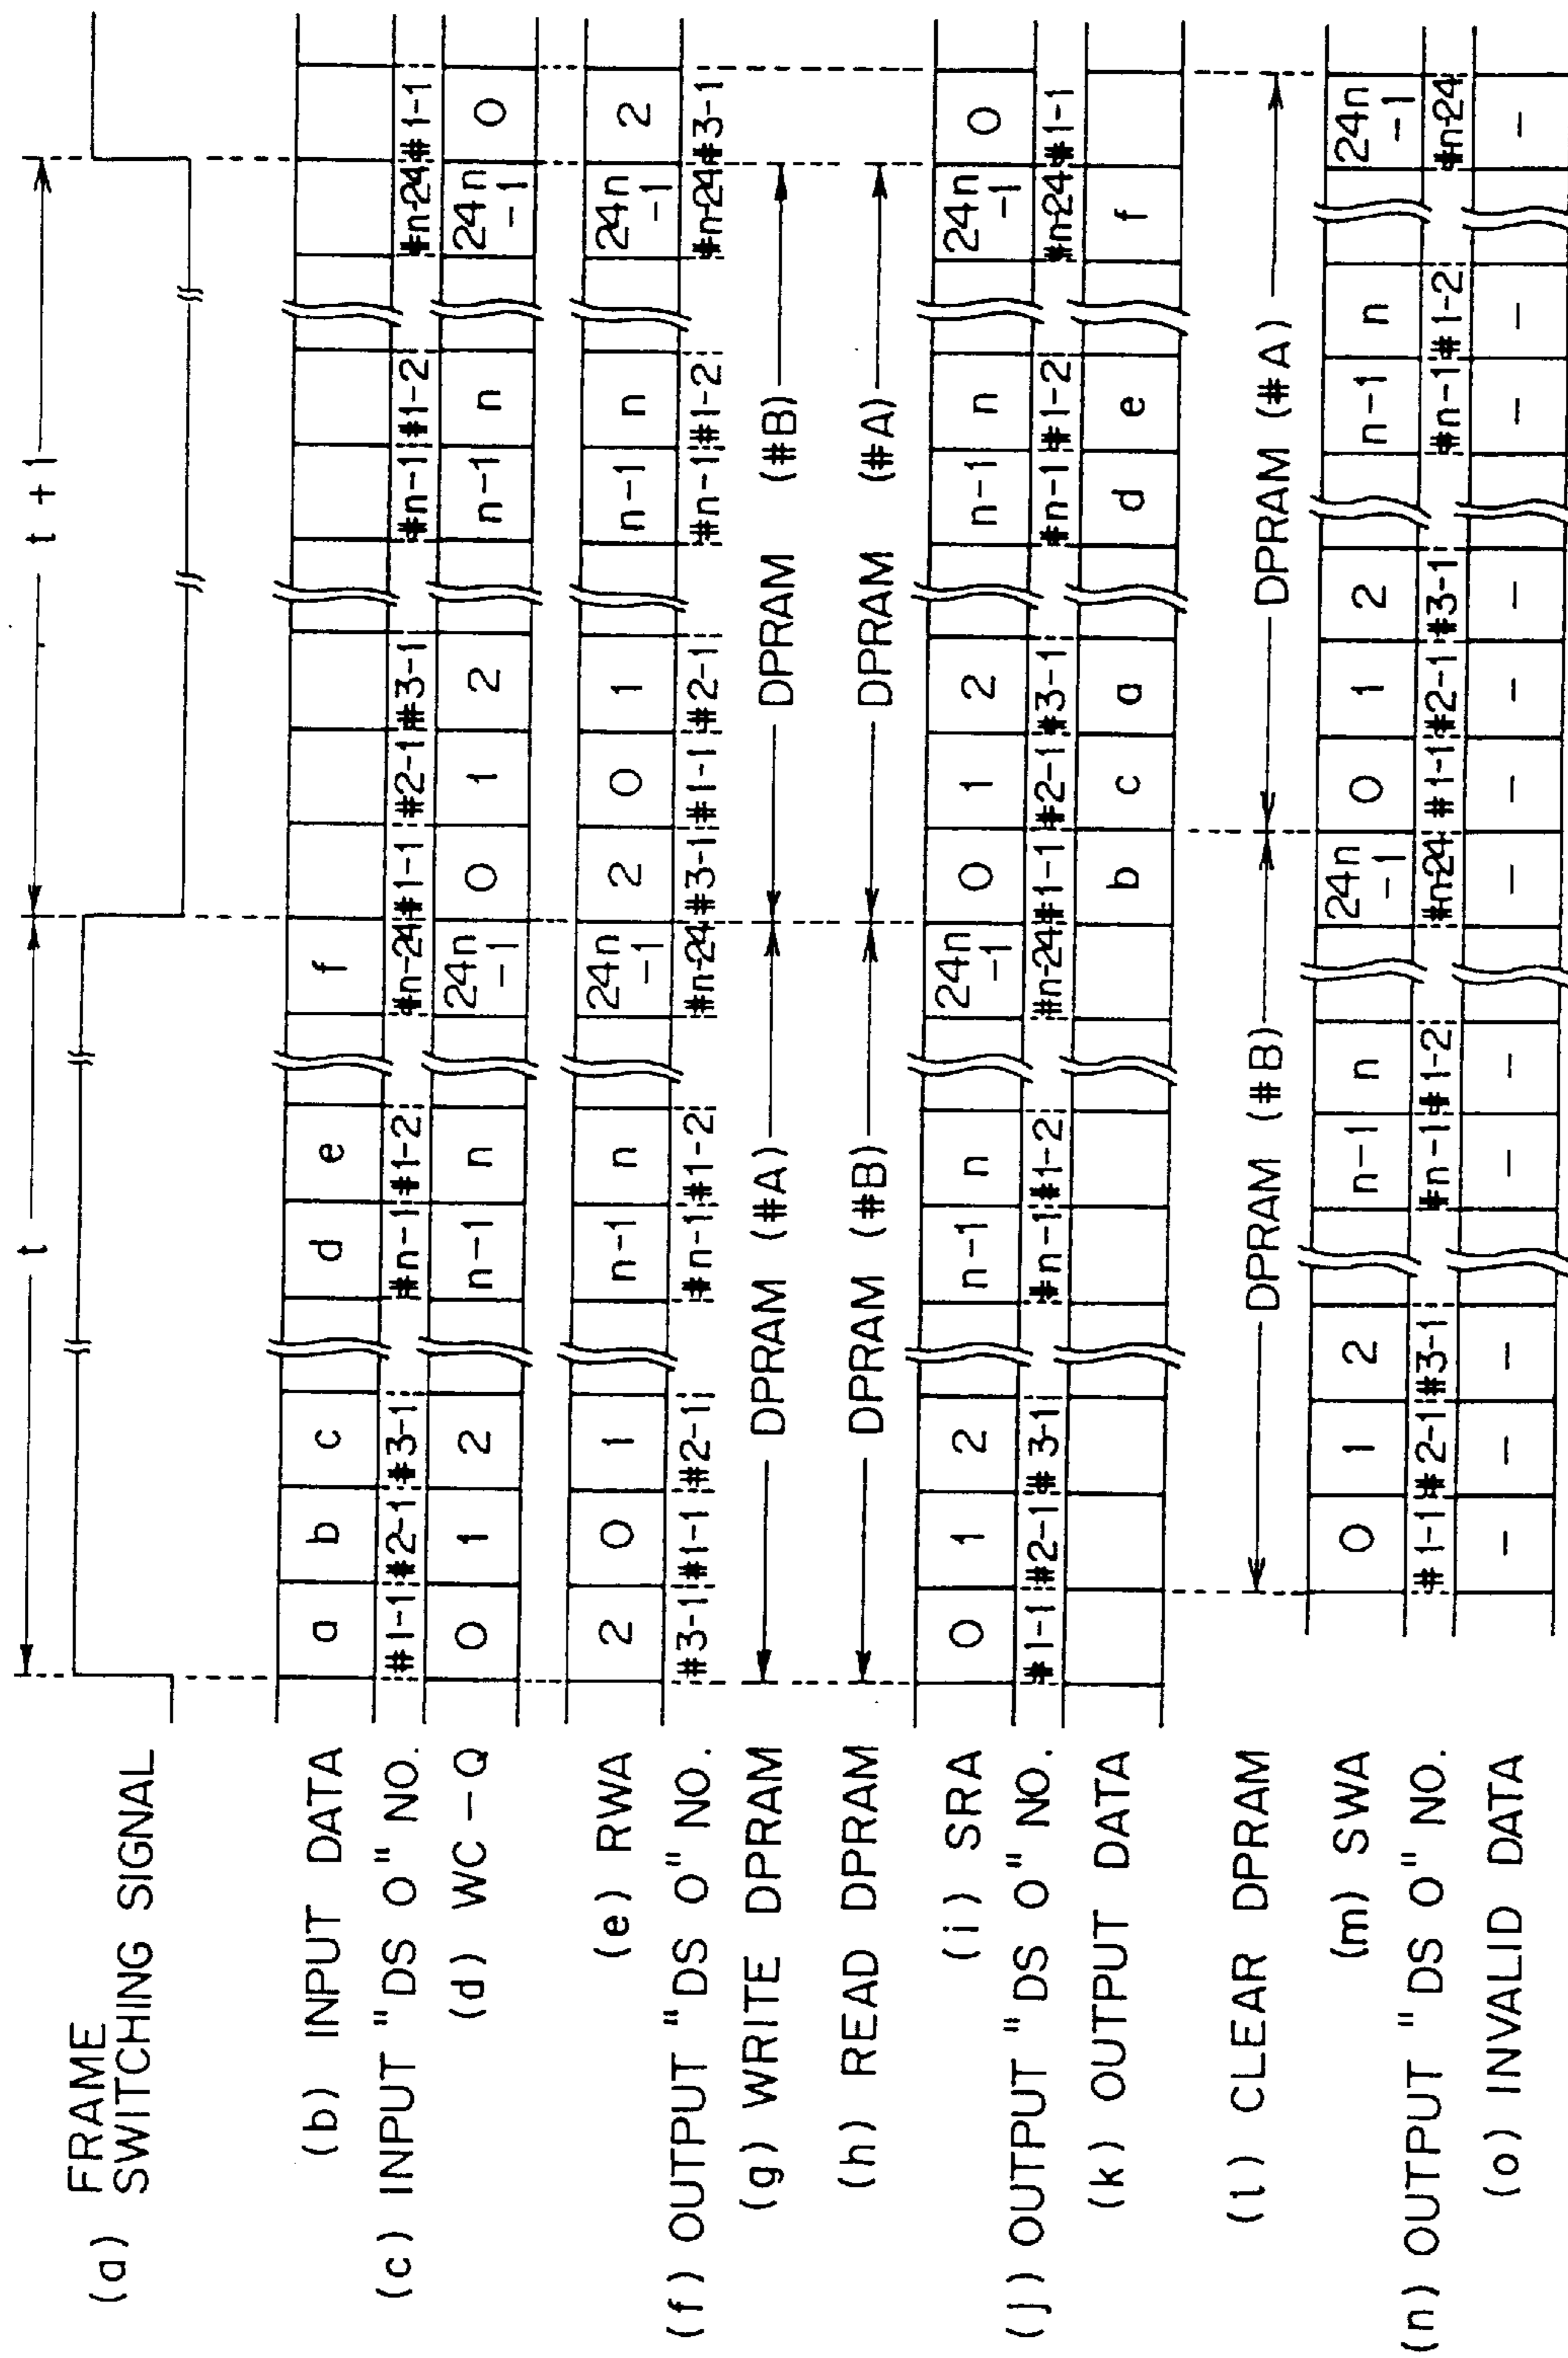 t t+1
(a) FRAME
SWITCHING SIGNAL
(b) INPUT DATA a b c d e f
(c) INPUT "DS O" NO. #1-1 #2-1 #3-1 #n-1 #1-2 #n-24 #1-1 #2-1 #3-1 #n-1 #1-2 #n-24 #1-1
(d) WC-Q 0 1 2 n-1 n 24n-1 0 1 2 n-1 n 24n-1 0
(e) RWA 2 0 1 n-1 n 24n-1 2 0 1 n-1 n 24n-1 2
(f) OUTPUT "DS O" NO. #3-1 #1-1 #2-1 #n-1 #1-2 #n-24 #3-1 #1-1 #2-1 #n-1 #1-2 #n-24 #3-1
(g) WRITE DPRAM DPRAM (#A) DPRAM (#B)
(h) READ DPRAM DPRAM (#B) DPRAM (#A)
(i) SRA 0 1 2 n-1 n 24n-1 0 1 2 n-1 n 24n-1 0
(j) OUTPUT "DS O" NO. #1-1 #2-1 #3-1 #n-1 #1-2 #n-24 #1-1 #2-1 #3-1 #n-1 #1-2 #n-24 #1-1
(k) OUTPUT DATA b c a d e f
(l) CLEAR DPRAM DPRAM (#B) DPRAM (#A)
(m) SWA 0 1 2 n-1 n 24n-1 0 1 2 n-1 n 24n-1
(n) OUTPUT "DS O" NO. #1-1 #2-1 #3-1 #n-1 #1-2 #n-24 #1-1 #2-1 #3-1 #n-1 #1-2 #n-24
(o) INVALID DATA - - - - - - - - - - - -